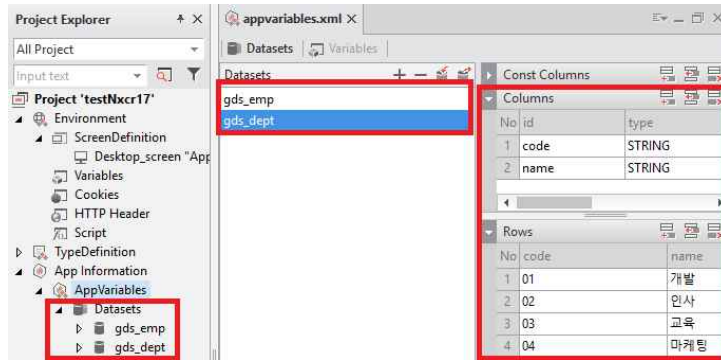 Project Explorer
appvariables.xml
All Project
Datasets
Variables
Input text
Datasets
Const Columns
Project 'testNxcr17'
gds_emp
Columns
Environment
gds_dept
No id type
ScreenDefinition
1 code STRING
Desktop_screen "App
2 name STRING
Variables
Cookies
HTTP Header
Script
Rows
TypeDefinition
No code name
App Information
1 01 개발
AppVariables
2 02 인사
Datasets
3 03 교육
gds_emp
4 04 마케팅
gds_dept